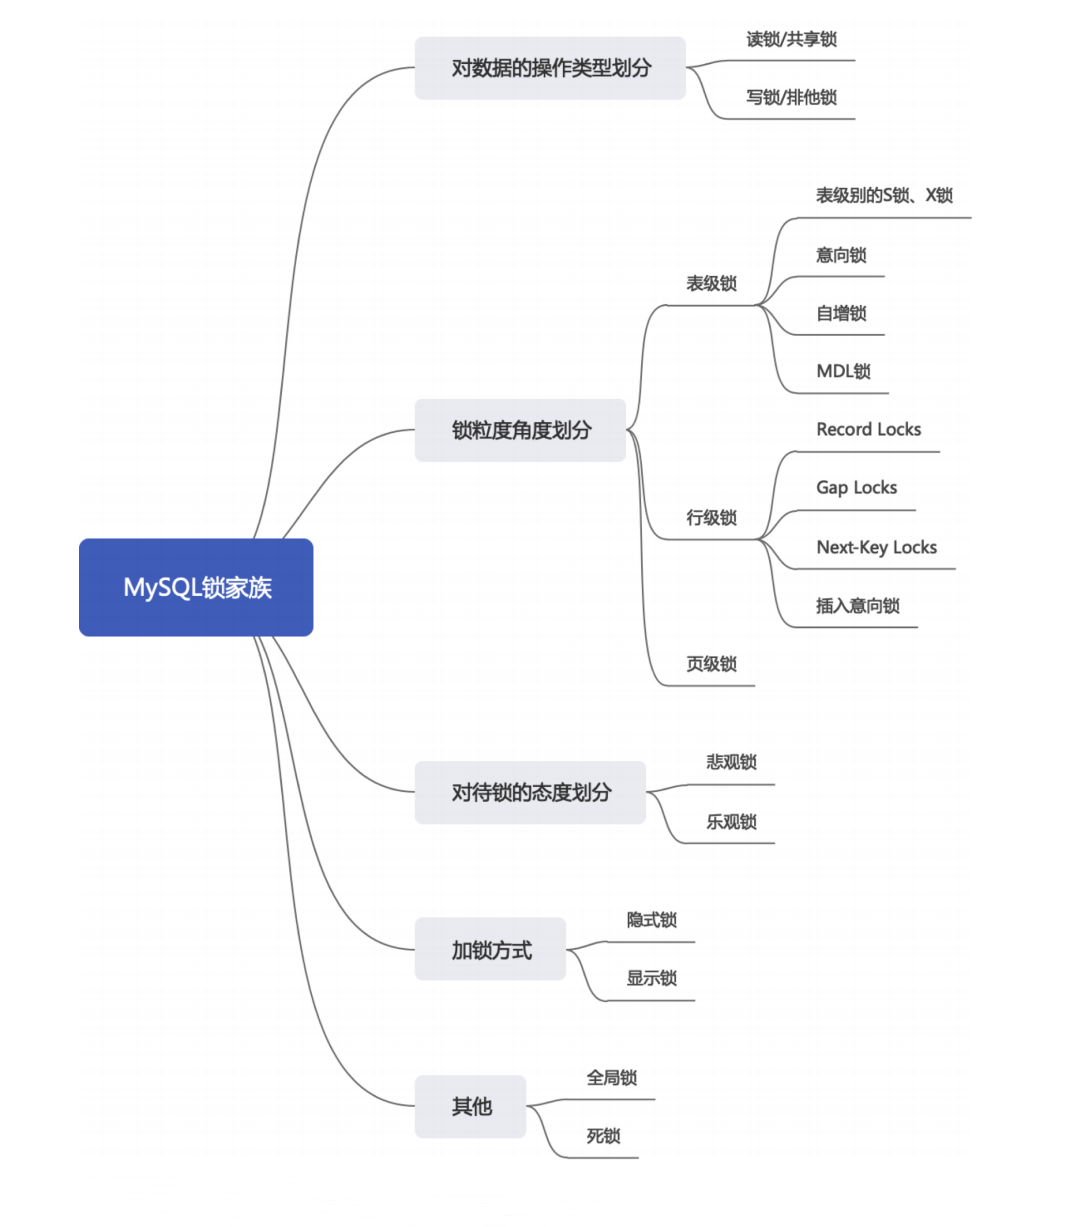 MySQL锁家族
对数据的操作类型划分
读锁/共享锁
写锁/排他锁
锁粒度角度划分
表级锁
表级别的S锁、X锁
意向锁
自增锁
MDL锁
行级锁
Record Locks
Gap Locks
Next-Key Locks
插入意向锁
页级锁
对待锁的态度划分
悲观锁
乐观锁
加锁方式
隐式锁
显示锁
其他
全局锁
死锁